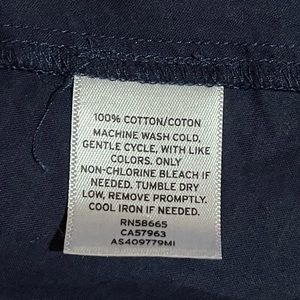 100% COTTON/COTON
MACHINE WASH COLD,
GENTLE CYCLE, WITH LIKE
COLORS. ONLY
NON-CHLORINE BLEACH IF
NEEDED. TUMBLE DRY
LOW, REMOVE PROMPTLY.
COOL IRON IF NEEDED.
RN58665
CA57963
AS409779MI